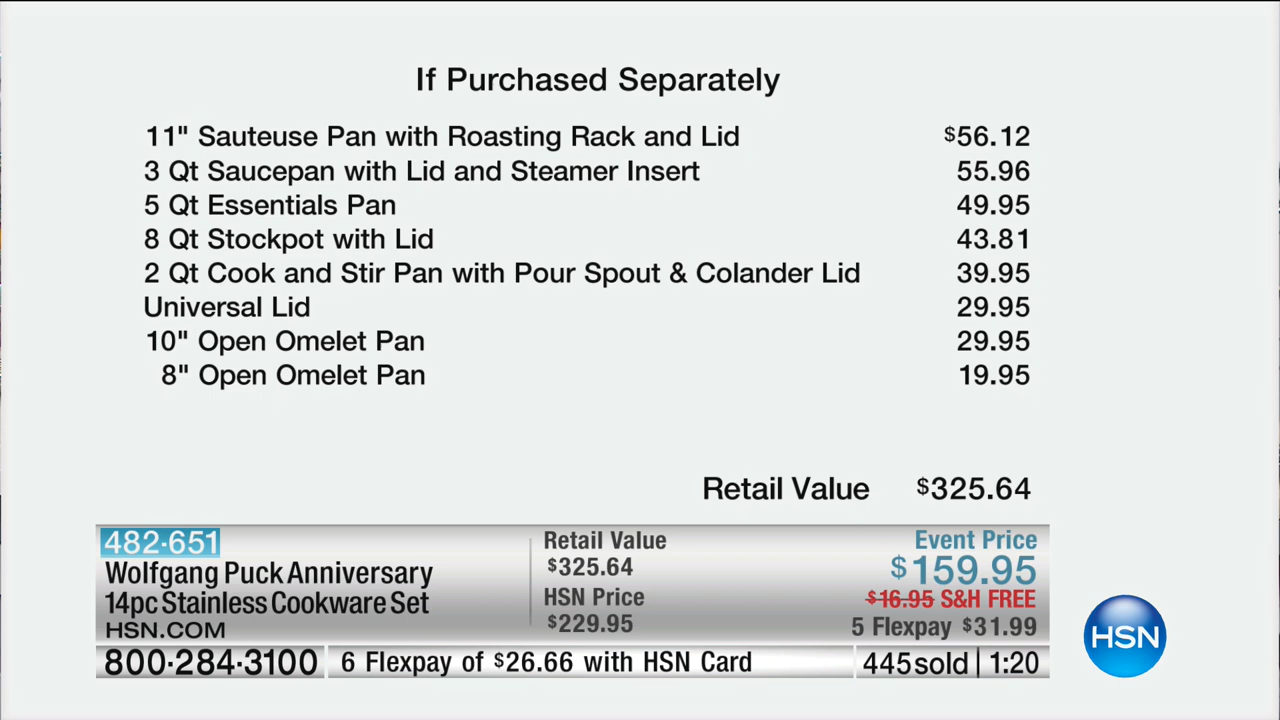 If Purchased Separately
11" Sauteuse Pan with Roasting Rack and Lid $56.12
3 Qt Saucepan with Lid and Steamer Insert 55.96
5 Qt Essentials Pan 49.95
8 Qt Stockpot with Lid 43.81
2 Qt Cook and Stir Pan with Pour Spout & Colander Lid 39.95
Universal Lid 29.95
10" Open Omelet Pan 29.95
8" Open Omelet Pan 19.95
Retail Value $325.64
482·651
Wolfgang Puck Anniversary
14pc Stainless Cookware Set
HSN.COM
Retail Value
$325.64
HSN Price
$229.95
Event Price
$159.95
$16.95 S&H FREE
5 Flexpay $31.99
800·284·3100
6 Flexpay of $26.66 with HSN Card
445sold | 1:20
HSN